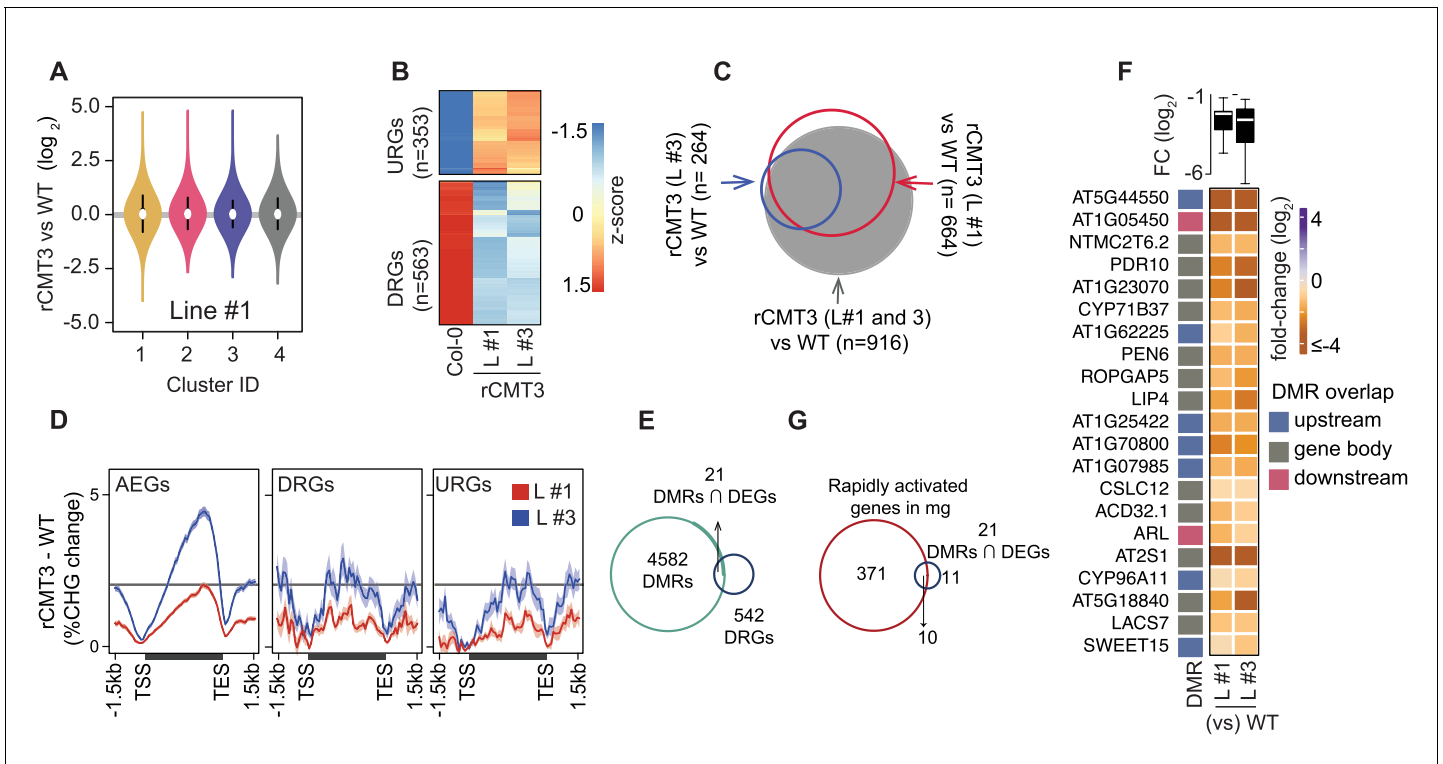 A
5.0
2.5
0.0
-2.5
-5.0
rCMT3 vs WT (log 2)
Line #1
1 2 3 4
Cluster ID
B
URGs
(n=353)
DRGs
(n=563)
Col-0
L #1
L #3
rCMT3
-1.5
0
1.5
z-score
C
rCMT3 (L #3)
vs WT (n= 264)
rCMT3 (L #1)
vs WT (n= 664)
rCMT3 (L#1 and 3)
vs WT (n=916)
D
rCMT3 - WT
(%CHG change)
5
0
AEGs
DRGs
URGs
L #1
L #3
-1.5kb
TSS
TES
1.5kb
-1.5kb
TSS
TES
1.5kb
-1.5kb
TSS
TES
1.5kb
E
21
DMRs ∩ DEGs
4582
DMRs
542
DRGs
G
Rapidly activated
genes in mg
21
DMRs ∩ DEGs
371
11
10
F
FC (log2)
-1
-6
AT5G44550
AT1G05450
NTMC2T6.2
PDR10
AT1G23070
CYP71B37
AT1G62225
PEN6
ROPGAP5
LIP4
AT1G25422
AT1G70800
AT1G07985
CSLC12
ACD32.1
ARL
AT2S1
CYP96A11
AT5G18840
LACS7
SWEET15
DMR
L #1
L #3
(vs) WT
fold-change (log2)
4
0
≤-4
DMR overlap
upstream
gene body
downstream